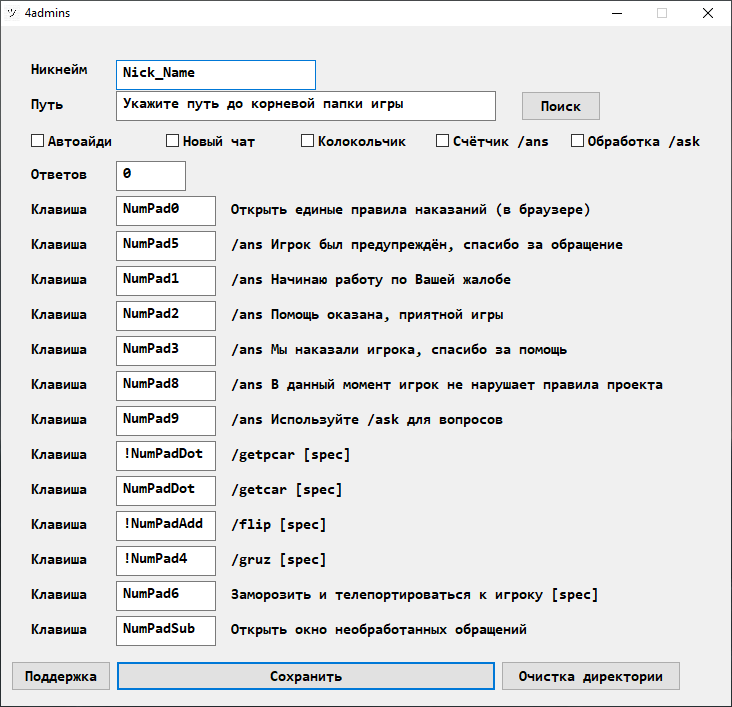 4admins
Никнейм Nick_Name
Путь Укажите путь до корневой папки игры Поиск
Автоайди Новый чат Колокольчик Счётчик /ans Обработка /ask
Ответов 0
Клавиша NumPad0 Открыть единые правила наказаний (в браузере)
Клавиша NumPad5 /ans Игрок был предупреждён, спасибо за обращение
Клавиша NumPad1 /ans Начинаю работу по Вашей жалобе
Клавиша NumPad2 /ans Помощь оказана, приятной игры
Клавиша NumPad3 /ans Мы наказали игрока, спасибо за помощь
Клавиша NumPad8 /ans В данный момент игрок не нарушает правила проекта
Клавиша NumPad9 /ans Используйте /ask для вопросов
Клавиша !NumPadDot /getpcar [spec]
Клавиша NumPadDot /getcar [spec]
Клавиша !NumPadAdd /flip [spec]
Клавиша !NumPad4 /gruz [spec]
Клавиша NumPad6 Заморозить и телепортироваться к игроку [spec]
Клавиша NumPadSub Открыть окно необработанных обращений
Поддержка Сохранить Очистка директории